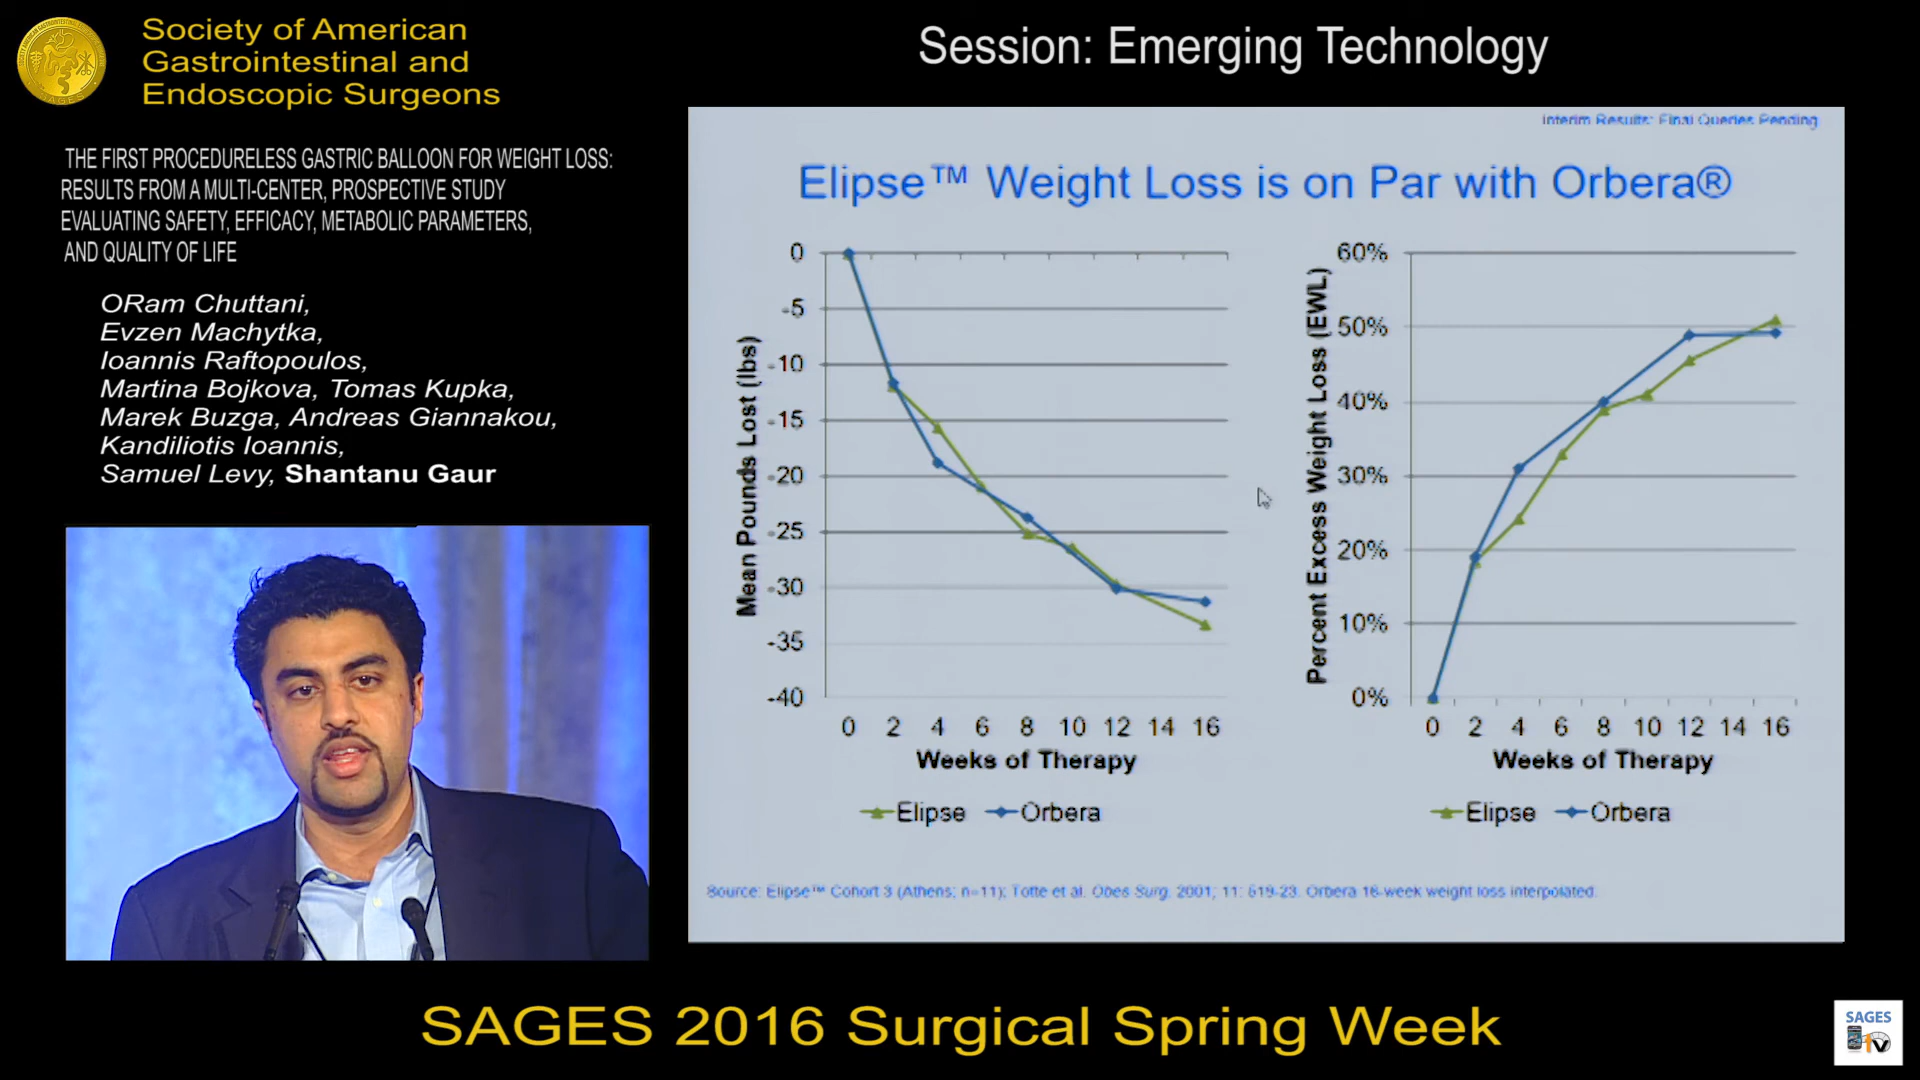 Society of American
Gastrointestinal and
Endoscopic Surgeons
Session: Emerging Technology
THE FIRST PROCEDURELESS GASTRIC BALLOON FOR WEIGHT LOSS:
RESULTS FROM A MULTI-CENTER, PROSPECTIVE STUDY
EVALUATING SAFETY, EFFICACY, METABOLIC PARAMETERS,
AND QUALITY OF LIFE
ORam Chuttani,
Evzen Machytka,
Ioannis Raftopoulos,
Martina Bojkova, Tomas Kupka,
Marek Buzga, Andreas Giannakou,
Kandiliotis Ioannis,
Samuel Levy, Shantanu Gaur
Interim Results: Final Queries Pending
Elipse™ Weight Loss is on Par with Orbera®
Mean Pounds Lost (lbs)
0
-5
-10
-15
-20
-25
-30
-35
-40
0 2 4 6 8 10 12 14 16
Weeks of Therapy
Elipse Orbera
Percent Excess Weight Loss (EWL)
60%
50%
40%
30%
20%
10%
0%
0 2 4 6 8 10 12 14 16
Weeks of Therapy
Elipse Orbera
Source: Elipse™ Cohort 3 (Athens; n=11); Totte et al. Obes Surg. 2001; 11: 519-23. Orbera 16-week weight loss interpolated.
SAGES 2016 Surgical Spring Week
SAGES
tv